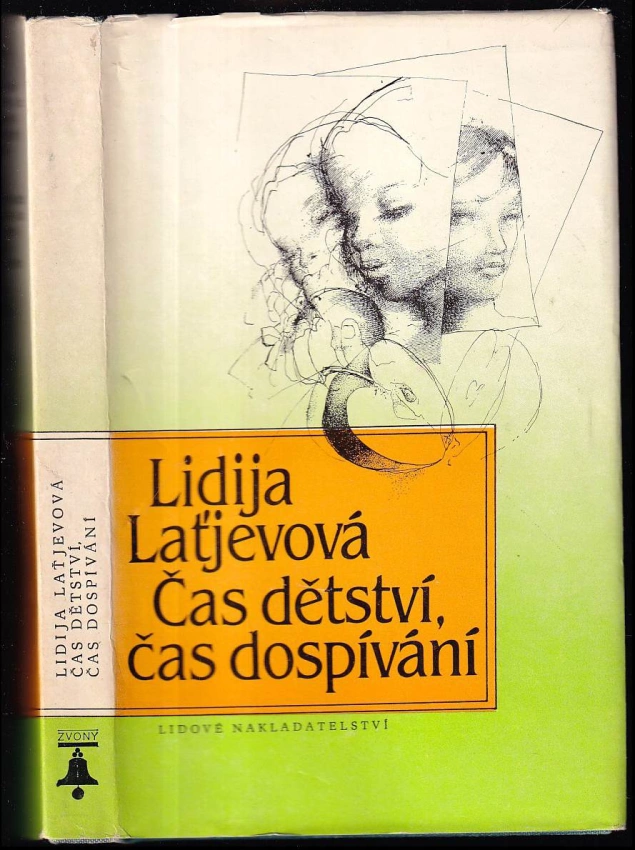 Lidija
Laťjevová
Čas dětství,
čas dospívání
LIDOVÉ NAKLADATELSTVÍ
LIDIJA LAŤJEVOVÁ
ČAS DĚTSTVÍ,
ČAS DOSPÍVÁNÍ
ZVONY